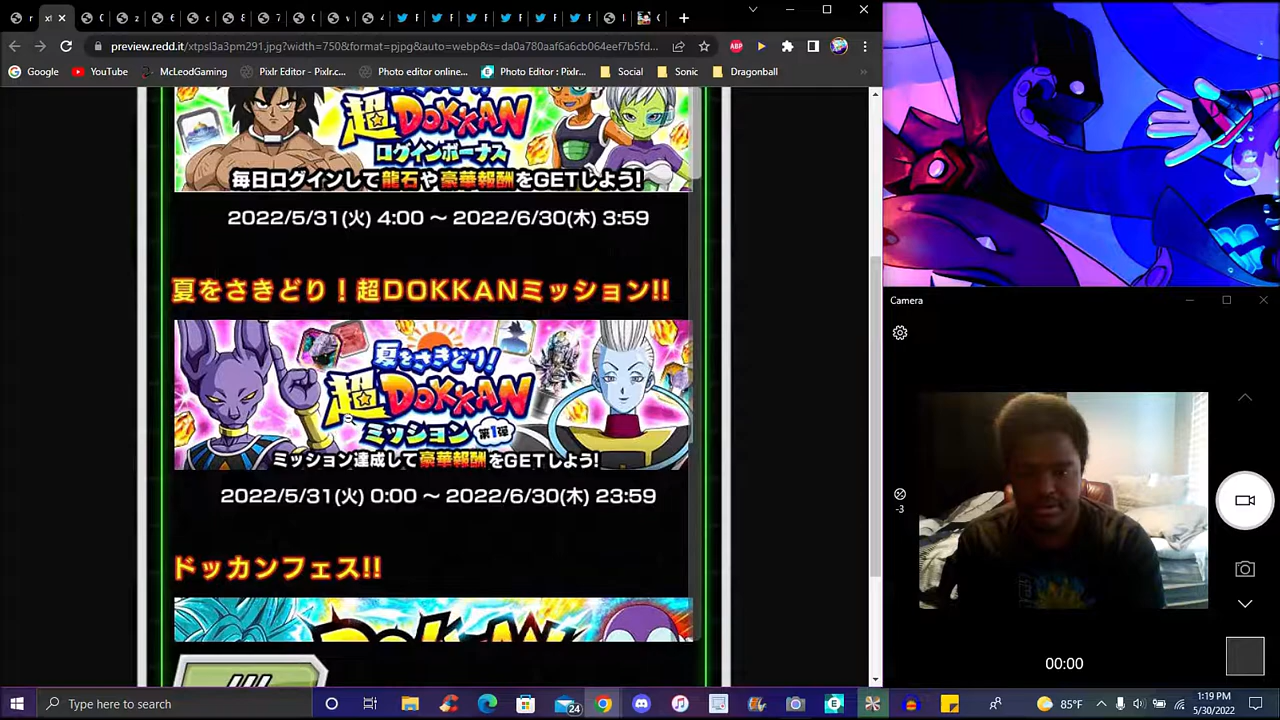 preview.redd.it/xtpsl3a3pm291.jpg?width=750&format=pjpg&auto=webp&s=da0a780aaf6a6cb064eef7b5fd...
ABP
Google
YouTube
McLeodGaming
Pixlr Editor - Pixlr.c...
Photo editor online...
Photo Editor : Pixlr...
Social
Sonic
Dragonball
超DOKKAN
ログインボーナス
毎日ログインして龍石や豪華報酬をGETしよう!
2022/5/31(火) 4:00 ~ 2022/6/30(木) 3:59
夏をさきどり!超DOKKANミッション!!
夏をさきどり!
超DOKKAN
ミッション 第1弾
ミッション達成して豪華報酬をGETしよう!
2022/5/31(火) 0:00 ~ 2022/6/30(木) 23:59
ドッカンフェス!!
Camera
-3
00:00
Type here to search
24
85°F
1:19 PM
5/30/2022